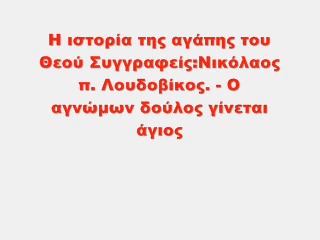 Η ιστορία της αγάπης του
Θεού Συγγραφείς:Νικόλαος
π. Λουδοβίκος. - Ο
αγνώμων δούλος γίνεται
άγιος